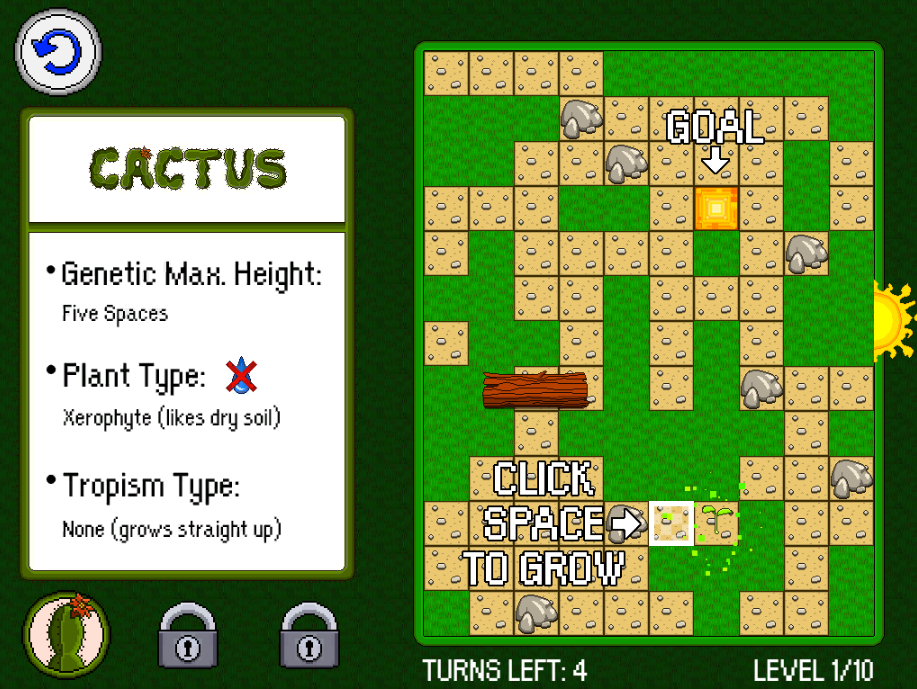 CACTUS
• Genetic Max. Height:
Five Spaces
• Plant Type:
Xerophyte (likes dry soil)
• Tropism Type:
None (grows straight up)
GOAL
CLICK
SPACE
TO GROW
TURNS LEFT: 4
LEVEL 1/10